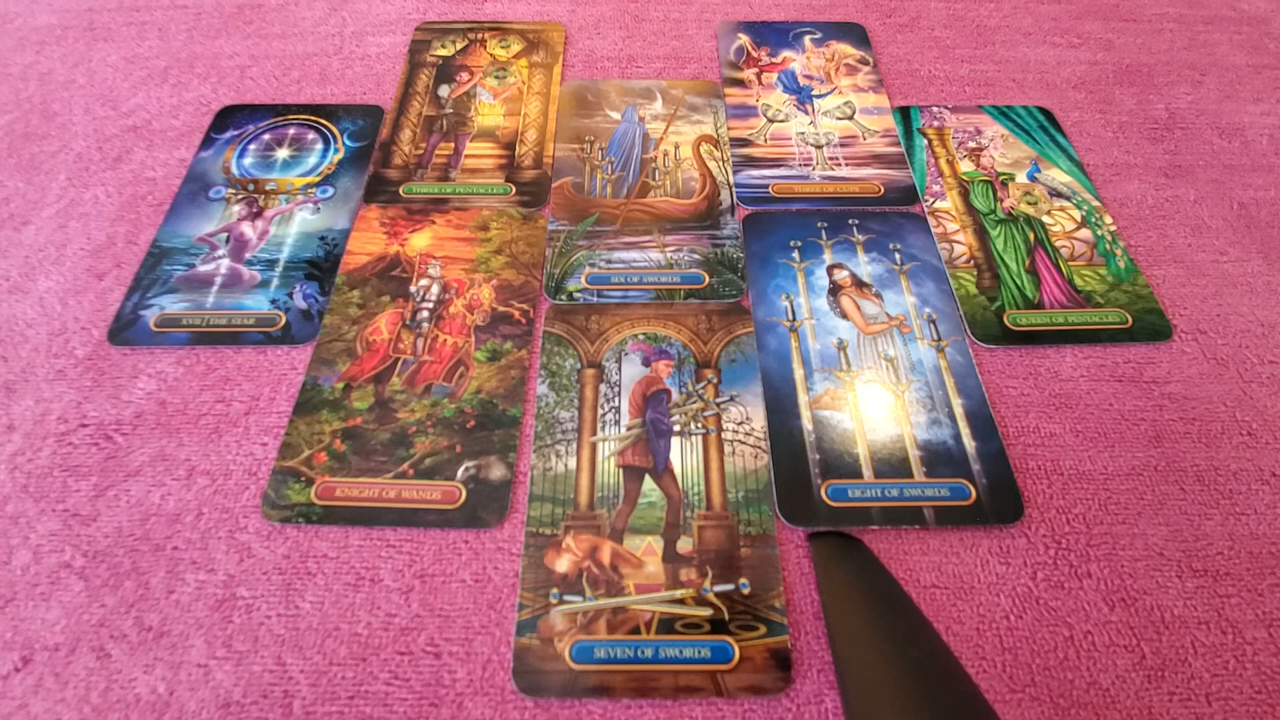 THREE OF PENTACLES
THREE OF CUPS
SIX OF SWORDS
XVII / THE STAR
QUEEN OF PENTACLES
KNIGHT OF WANDS
EIGHT OF SWORDS
SEVEN OF SWORDS